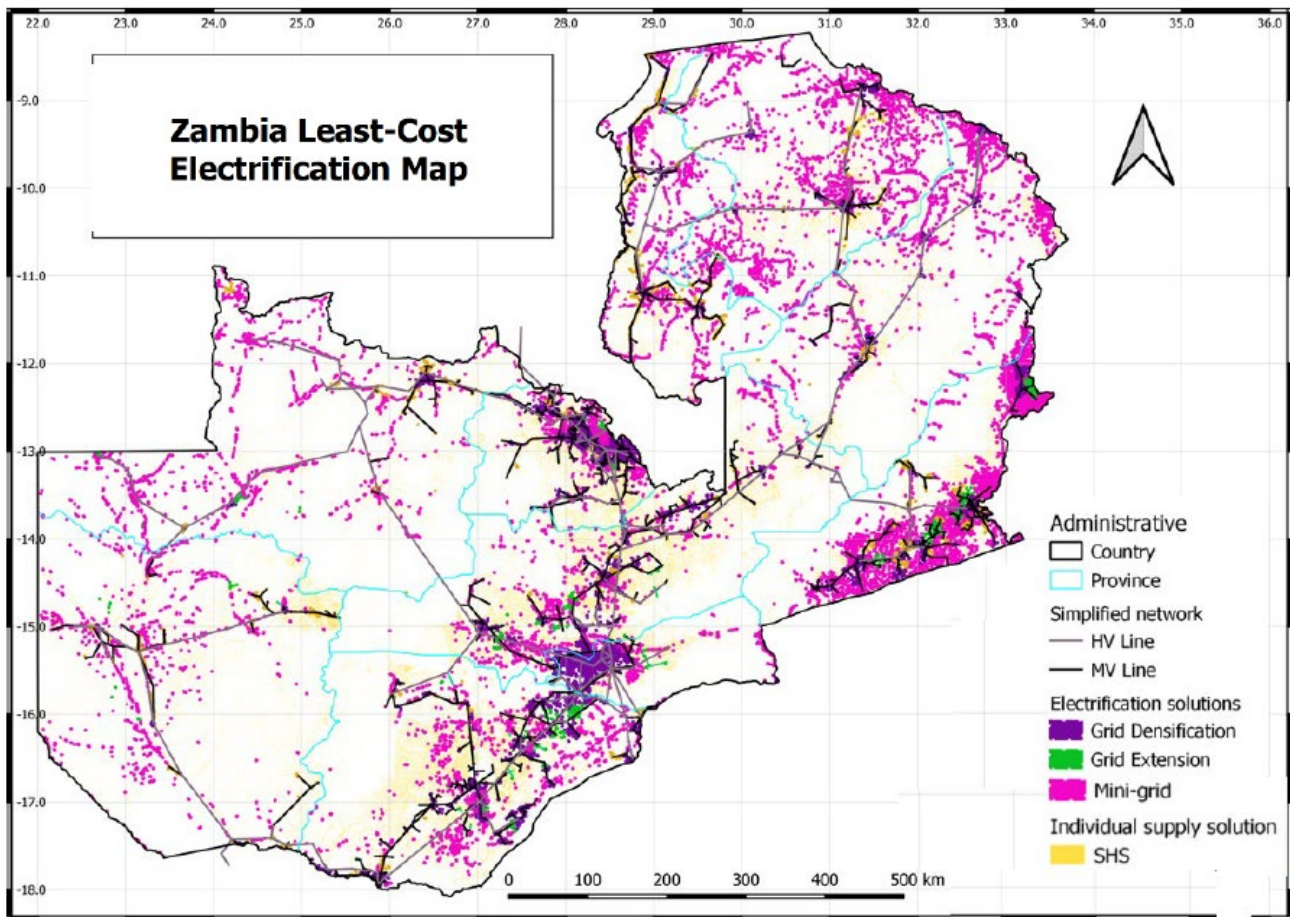 22.0 23.0 24.0 25.0 26.0 27.0 28.0 29.0 30.0 31.0 32.0 33.0 34.0 35.0 36.0
Zambia Least-Cost
Electrification Map
-9.0
-10.0
-11.0
-12.0
-13.0
-14.0
-15.0
-16.0
-17.0
-18.0
Administrative
Country
Province
Simplified network
HV Line
MV Line
Electrification solutions
Grid Densification
Grid Extension
Mini-grid
Individual supply solution
SHS
0 100 200 300 400 500 km